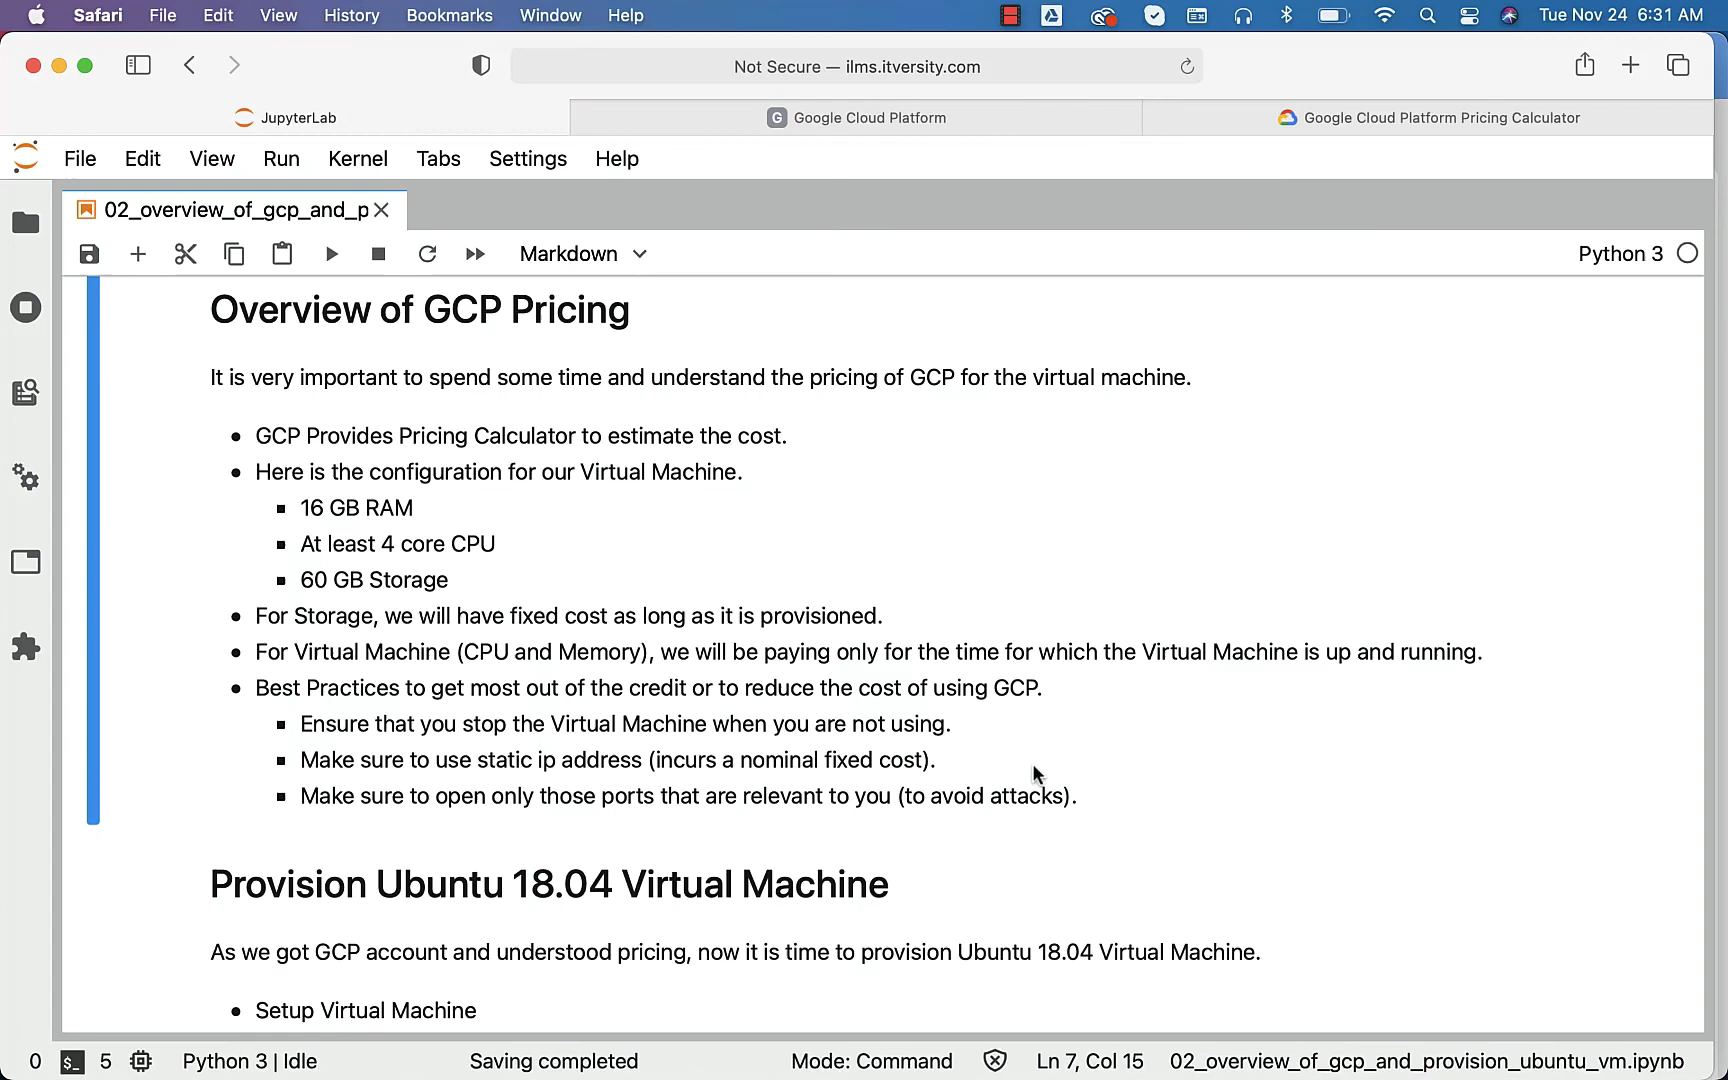 Safari File Edit View History Bookmarks Window Help Tue Nov 24 6:31 AM
Not Secure — ilms.itversity.com
JupyterLab
G Google Cloud Platform
Google Cloud Platform Pricing Calculator
File Edit View Run Kernel Tabs Settings Help
02_overview_of_gcp_and_p
Markdown
Python 3
Overview of GCP Pricing
It is very important to spend some time and understand the pricing of GCP for the virtual machine.
• GCP Provides Pricing Calculator to estimate the cost.
• Here is the configuration for our Virtual Machine.
▪ 16 GB RAM
▪ At least 4 core CPU
▪ 60 GB Storage
• For Storage, we will have fixed cost as long as it is provisioned.
• For Virtual Machine (CPU and Memory), we will be paying only for the time for which the Virtual Machine is up and running.
• Best Practices to get most out of the credit or to reduce the cost of using GCP.
▪ Ensure that you stop the Virtual Machine when you are not using.
▪ Make sure to use static ip address (incurs a nominal fixed cost).
▪ Make sure to open only those ports that are relevant to you (to avoid attacks).
Provision Ubuntu 18.04 Virtual Machine
As we got GCP account and understood pricing, now it is time to provision Ubuntu 18.04 Virtual Machine.
• Setup Virtual Machine
0 $_ 5 Python 3 | Idle Saving completed Mode: Command Ln 7, Col 15 02_overview_of_gcp_and_provision_ubuntu_vm.ipynb